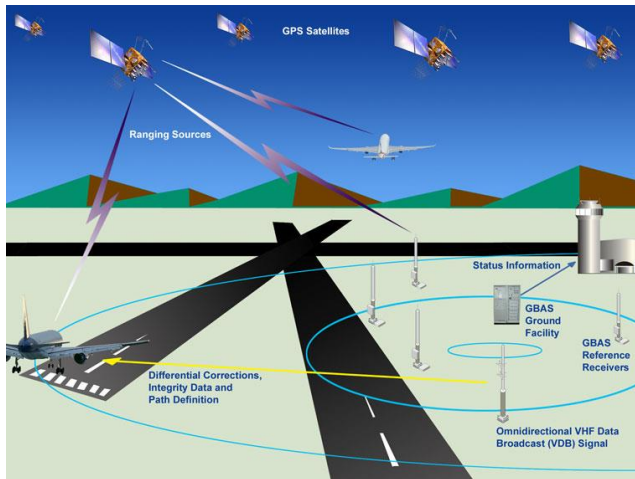 GPS Satellites
Ranging Sources
Status Information
GBAS
Ground
Facility
GBAS
Reference
Receivers
Differential Corrections,
Integrity Data and
Path Definition
Omnidirectional VHF Data
Broadcast (VDB) Signal